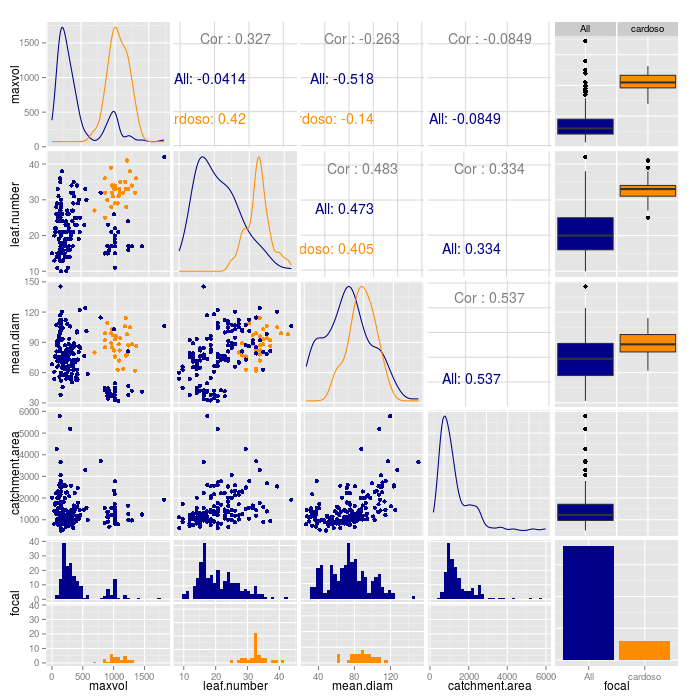 All cardoso
maxvol 1500 1000 500 0
Cor : 0.327 Cor : -0.263 Cor : -0.0849
All: -0.0414 All: -0.518
rdoso: 0.42 rdoso: -0.14 All: -0.0849
leaf.number 40 30 20 10
Cor : 0.483 Cor : 0.334
All: 0.473
doso: 0.405 All: 0.334
mean.diam 150 120 90 60 30
Cor : 0.537
All: 0.537
catchment.area 6000 5000 4000 3000 2000 1000
focal 40 30 20 10 0
40 30 20 10 0
0 500 1000 1500 10 20 30 40 40 80 120 0 2000 4000 6000 All cardoso
maxvol leaf.number mean.diam catchment.area focal